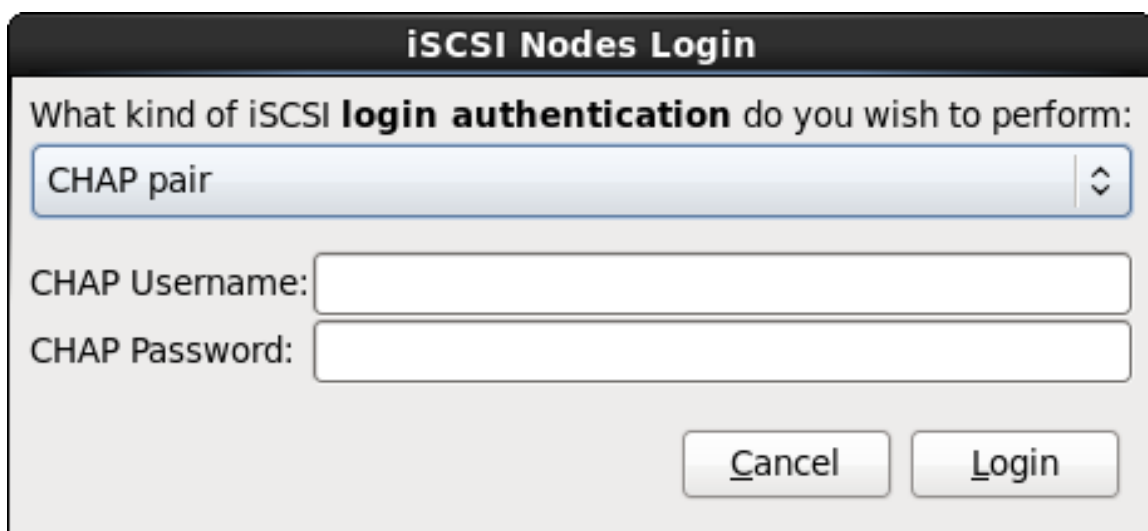 iSCSI Nodes Login
What kind of iSCSI login authentication do you wish to perform:
CHAP pair
CHAP Username:
CHAP Password:
Cancel Login